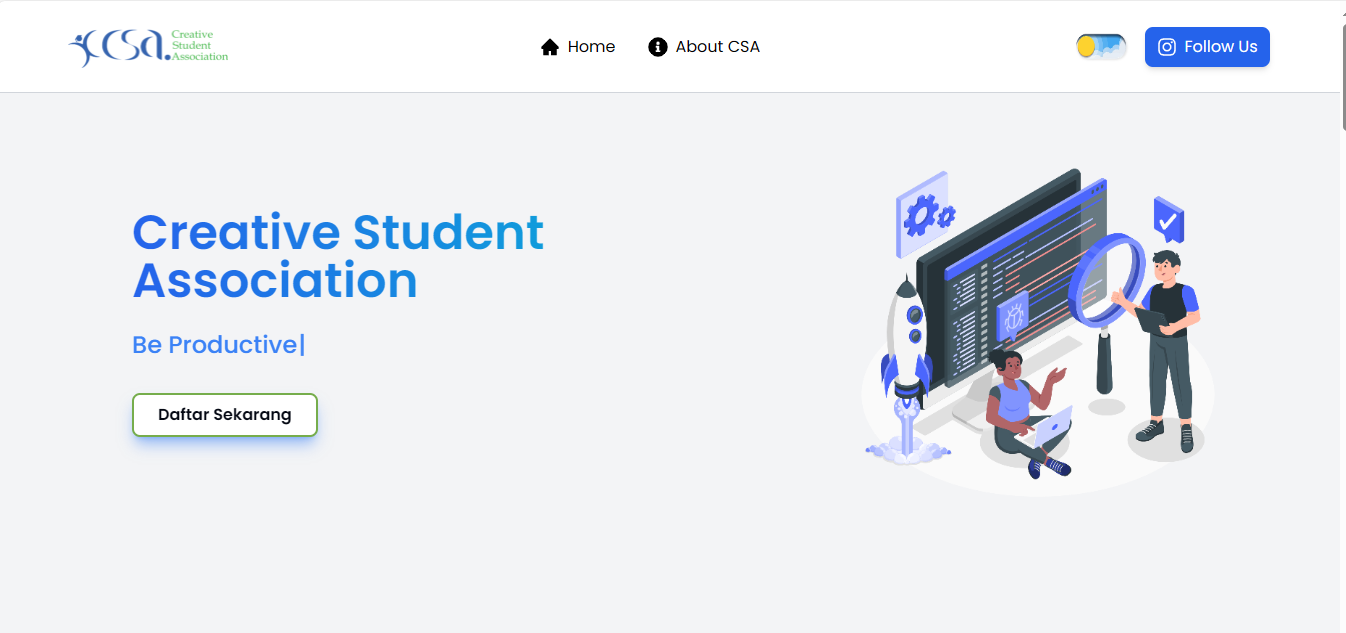 CSA.
Creative
Student
Association
Home
About CSA
Follow Us
Creative Student
Association
Be Productive|
Daftar Sekarang